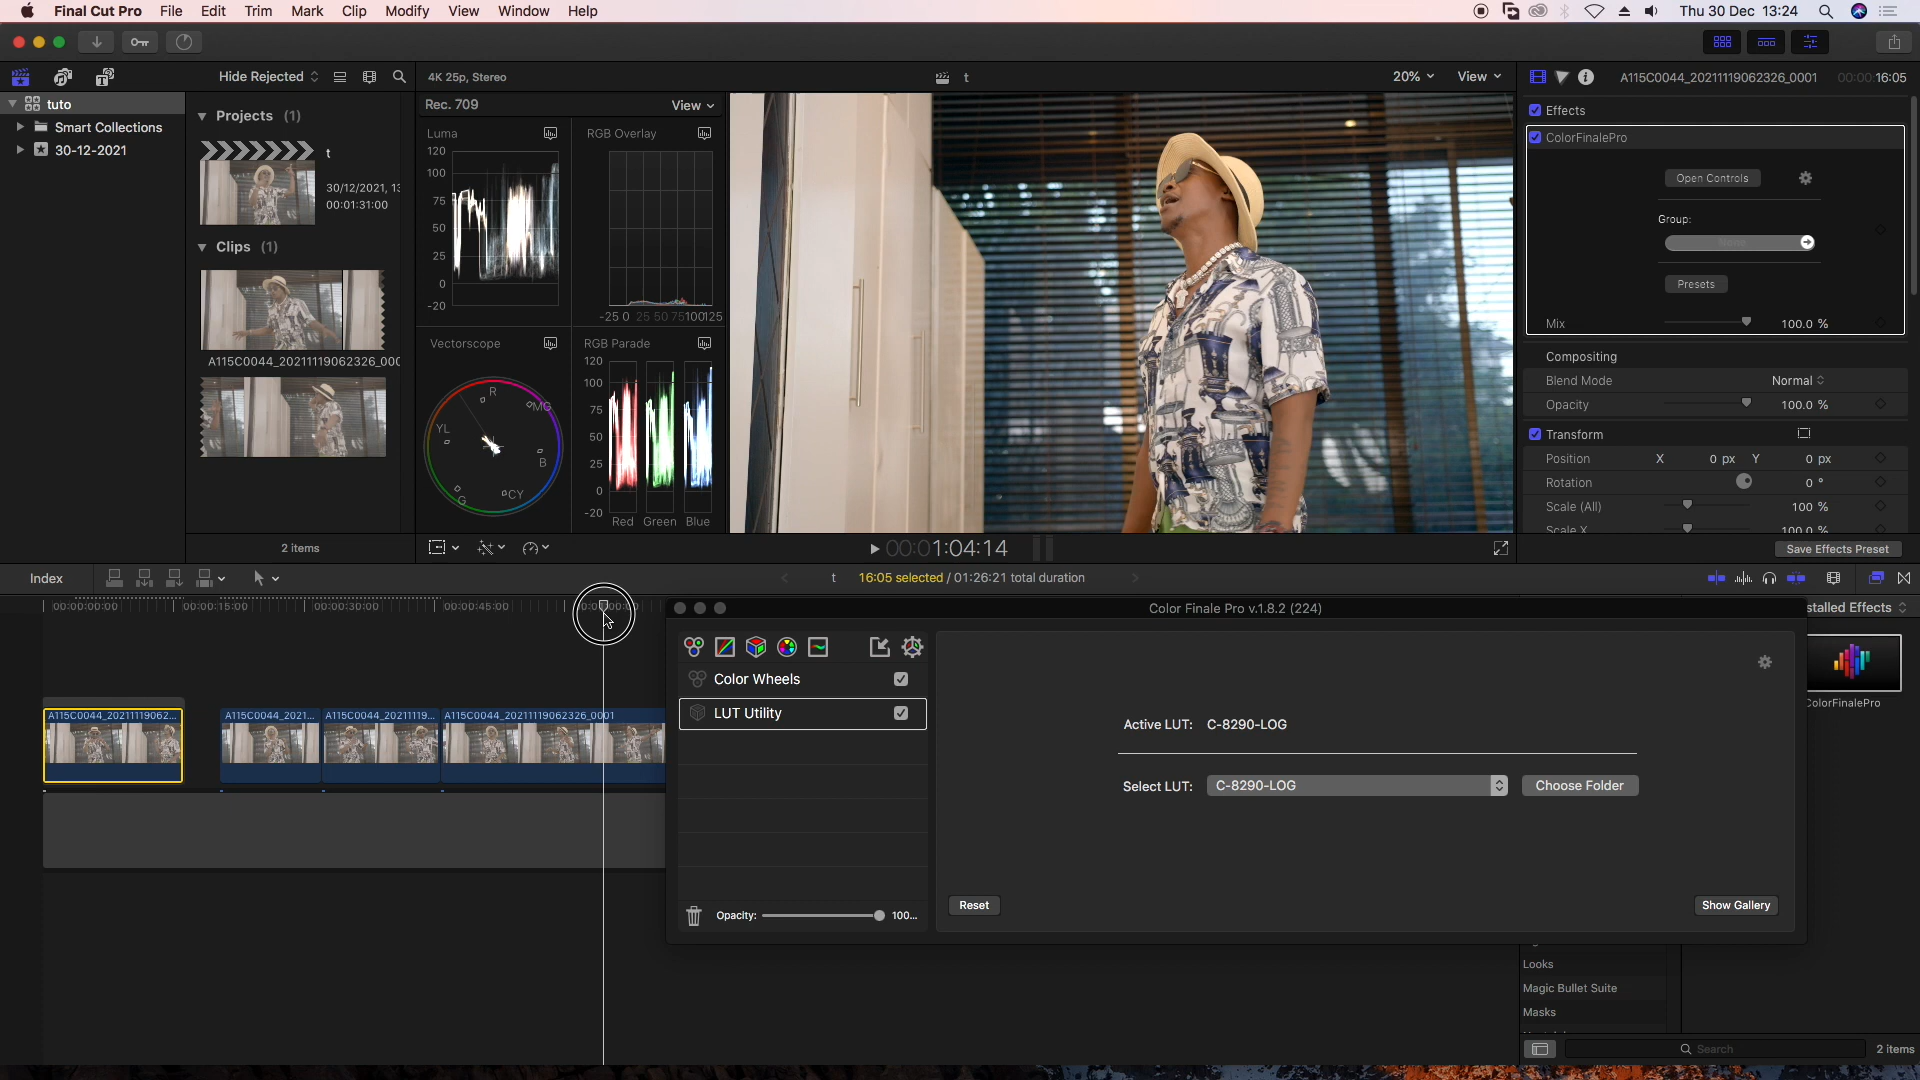 Final Cut Pro File Edit Trim Mark Clip Modify View Window Help
Thu 30 Dec 13:24
Hide Rejected
4K 25p, Stereo
t
20%
View
A115C0044_20211119062326_0001
00:00:16:05
tuto
Smart Collections
30-12-2021
Projects (1)
t
30/12/2021, 13
00:01:31:00
Clips (1)
A115C0044_20211119062326_000
2 items
Rec. 709
View
Luma
120
100
75
50
25
0
-20
RGB Overlay
-25 0 25 50 75 100 125
Vectorscope
R
MG
B
CY
G
YL
RGB Parade
120
100
75
50
25
0
-20
Red Green Blue
00:01:04:14
Effects
ColorFinalePro
Open Controls
Group:
None
Presets
Mix 100.0 %
Compositing
Blend Mode Normal
Opacity 100.0 %
Transform
Position X 0 px Y 0 px
Rotation 0 °
Scale (All) 100 %
Scale X 100.0 %
Save Effects Preset
Index
t
16:05 selected / 01:26:21 total duration
00:00:00:00
00:00:15:00
00:00:30:00
00:00:45:00
A115C0044_20211119062...
A115C0044_2021...
A115C0044_20211119...
A115C0044_20211119062326_0001
Color Finale Pro v.1.8.2 (224)
Color Wheels
LUT Utility
Opacity: 100...
Active LUT: C-8290-LOG
Select LUT: C-8290-LOG
Choose Folder
Reset
Show Gallery
stalled Effects
ColorFinalePro
Looks
Magic Bullet Suite
Masks
Search
2 items